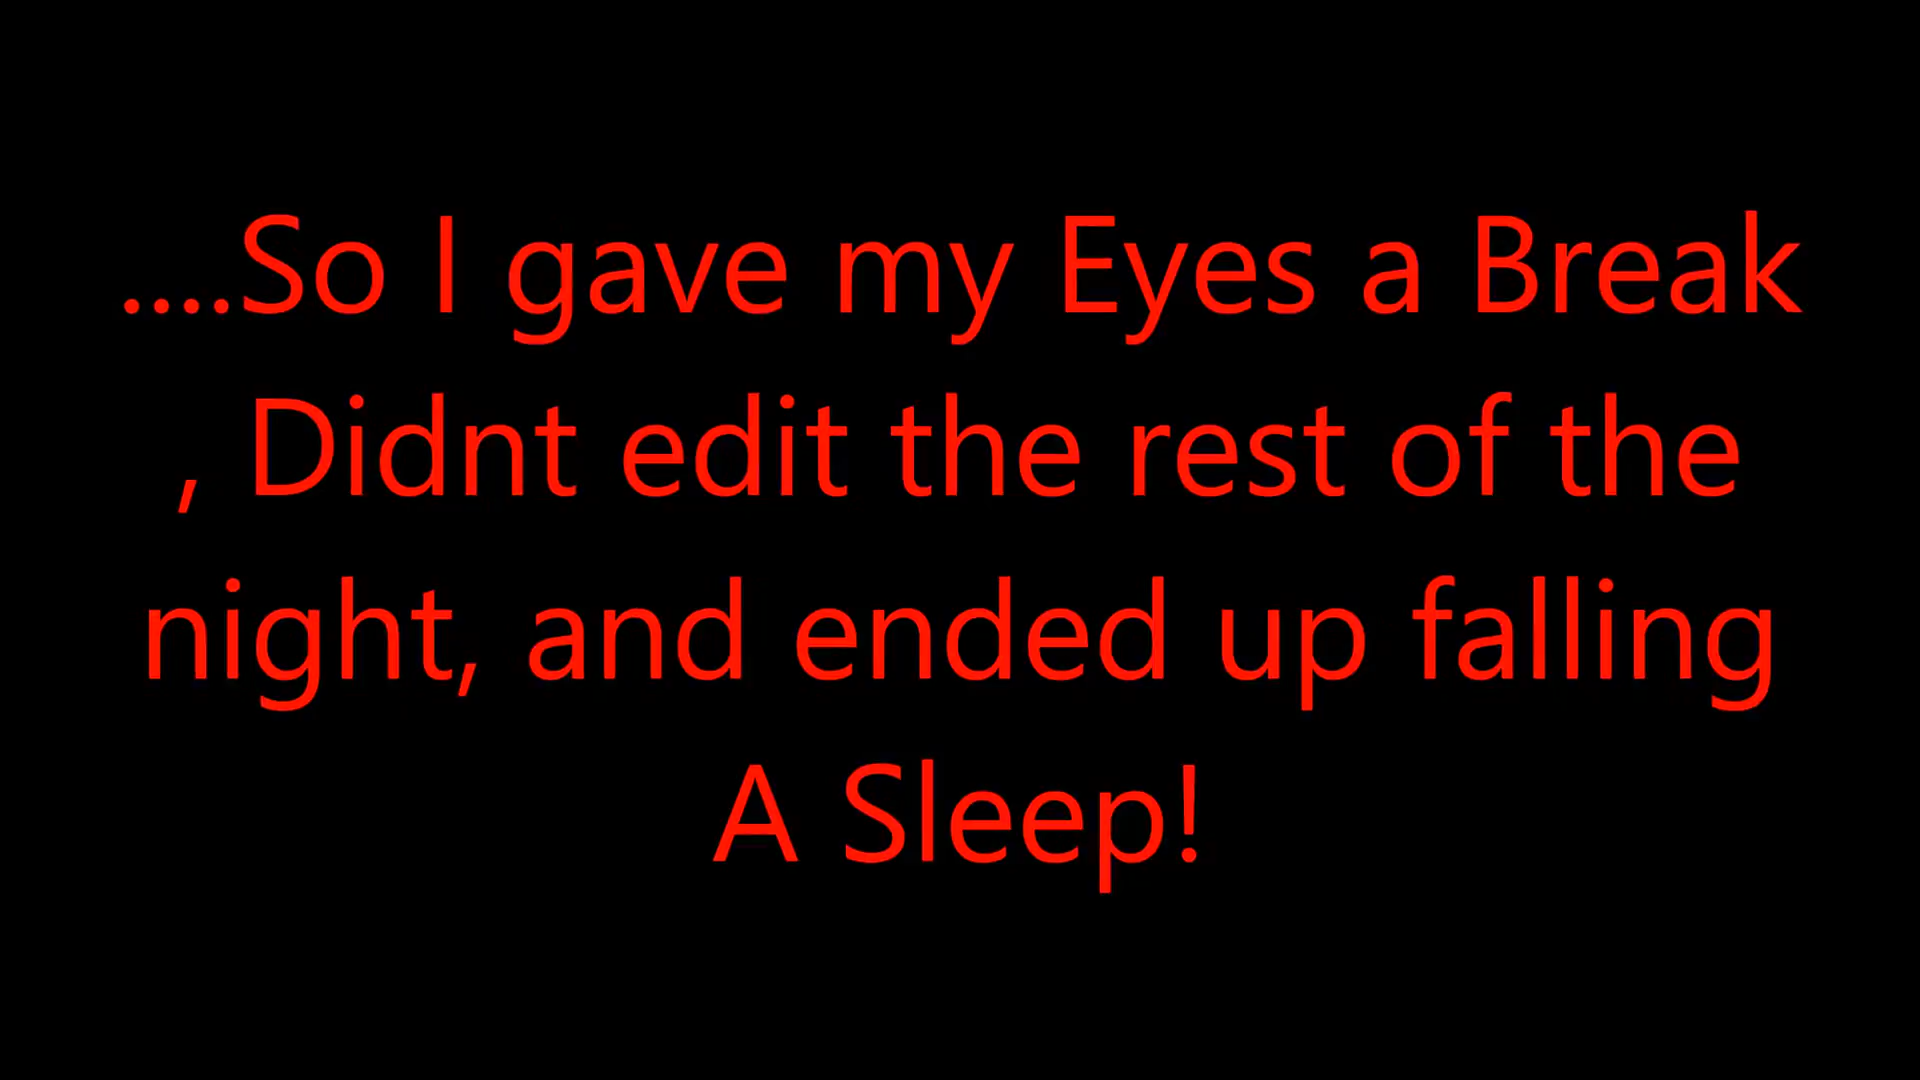 ....So I gave my Eyes a Break
, Didnt edit the rest of the
night, and ended up falling
A Sleep!